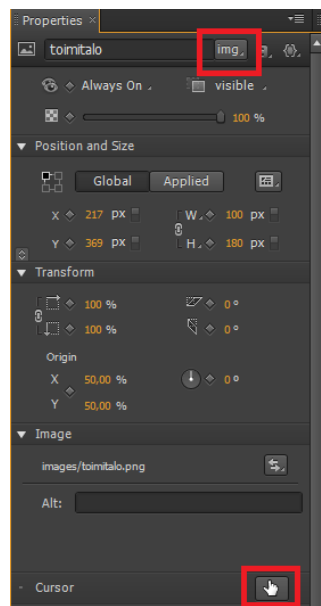 Properties ×
toimitalo img
Always On visible
100 %
Position and Size
Global Applied
X 217 px W 100 px
Y 369 px H 180 px
Transform
100 % 0 °
100 % 0 °
Origin
X 50,00 % 0 °
Y 50,00 %
Image
images/toimitalo.png
Alt:
Cursor